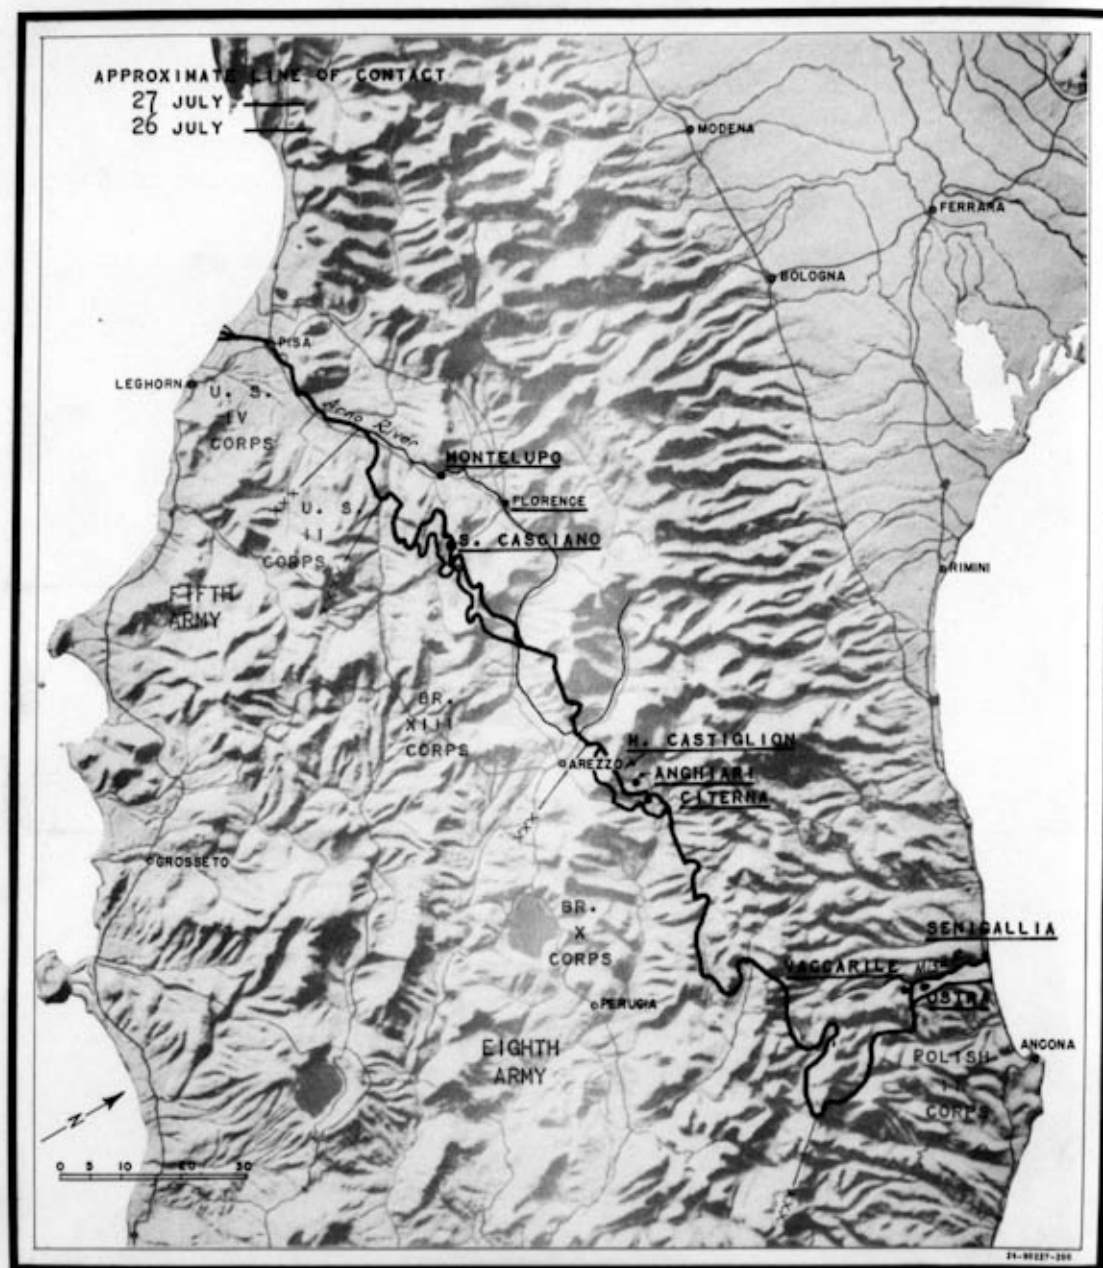 APPROXIMATE LINE OF CONTACT
27 JULY
26 JULY
MODENA
FERRARA
BOLOGNA
PISA
LEGHORN
U. S.
IV
CORPS
Arno River
MONTELUPO
FLORENCE
U. S.
II
CORPS
S. CASCIANO
RIMINI
FIFTH
ARMY
BR.
XIII
CORPS
M. CASTIGLION
AREZZO
ANGHIARI
CITERNA
XXX
GROSSETO
BR.
X
CORPS
SENIGALLIA
VACCARILE
OSTRA
PERUGIA
EIGHTH
ARMY
POLISH
II
CORPS
ANCONA
N
0 5 10 20 30